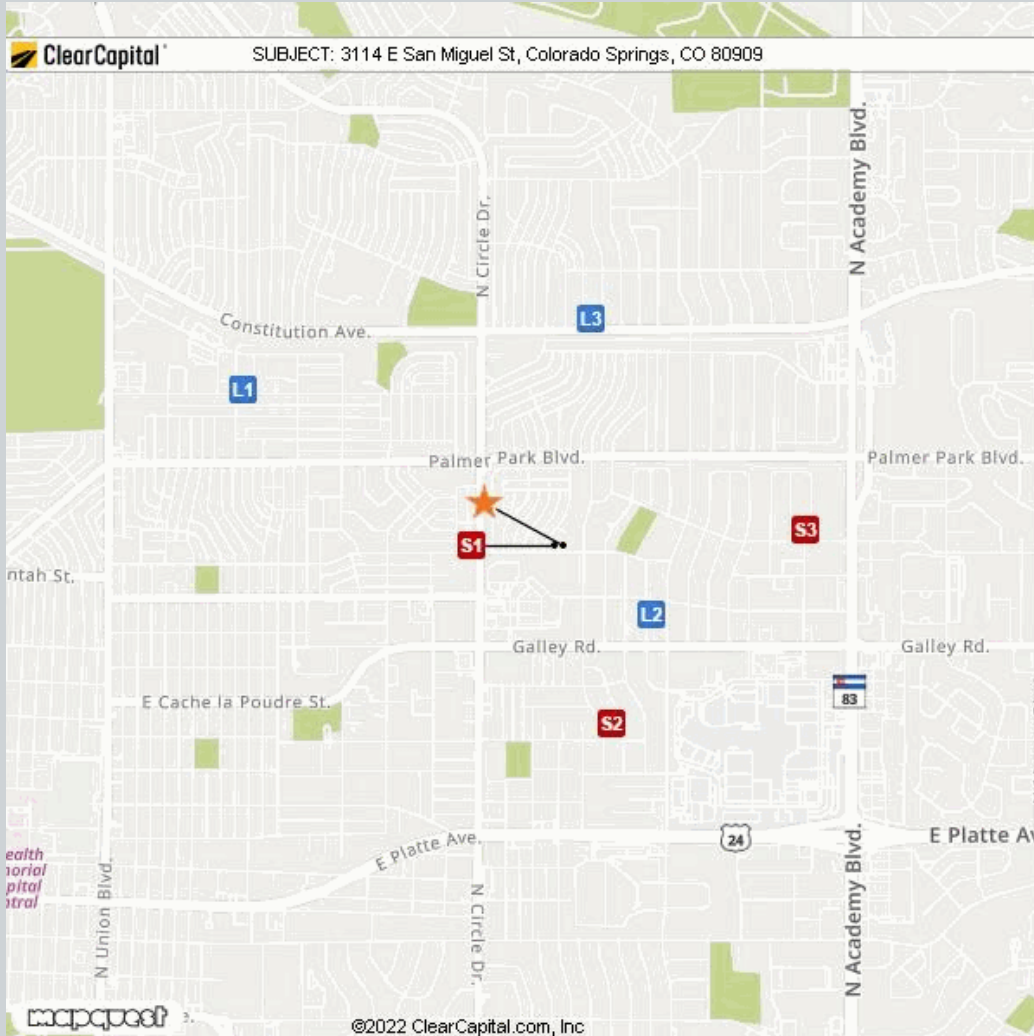 ClearCapital
SUBJECT: 3114 E San Miguel St, Colorado Springs, CO 80909
N Academy Blvd.
N Circle Dr.
L3
Constitution Ave.
L1
Palmer Park Blvd.
Palmer Park Blvd.
S1
S3
ntah St.
L2
Galley Rd.
Galley Rd.
83
E Cache la Poudre St.
S2
24
E Platte Av
E Platte Ave.
ealth
norial
spital
ntral
N Union Blvd.
N Circle Dr.
N Academy Blvd.
mapquest
e.
©2022 ClearCapital.com, Inc